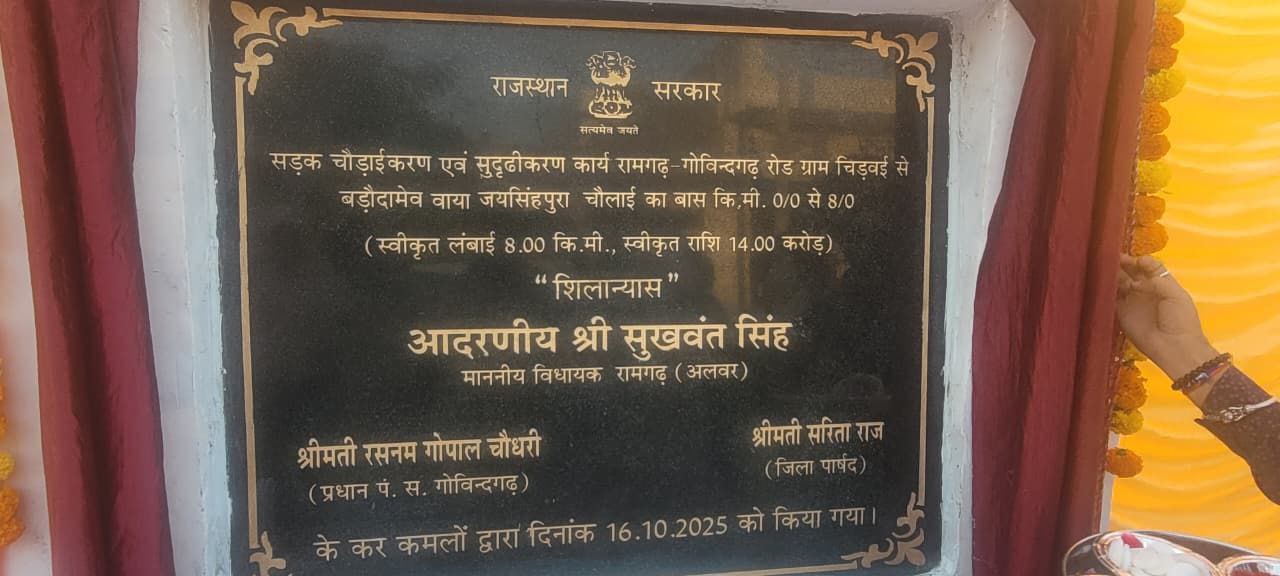 राजस्थान सरकार
सत्यमेव जयते
सड़क चौड़ाईकरण एवं सुदृढीकरण कार्य रामगढ़-गोविन्दगढ़ रोड ग्राम चिड़वई से
बड़ौदामेव वाया जयसिंहपुरा चौलाई का बास कि.मी. 0/0 से 8/0
(स्वीकृत लंबाई 8.00 कि.मी., स्वीकृत राशि 14.00 करोड़)
“शिलान्यास”
आदरणीय श्री सुखवंत सिंह
माननीय विधायक रामगढ़ (अलवर)
श्रीमती रसनम गोपाल चौधरी श्रीमती सरिता राज
(प्रधान पं. स. गोविन्दगढ़) (जिला पार्षद)
के कर कमलों द्वारा दिनांक 16.10.2025 को किया गया।